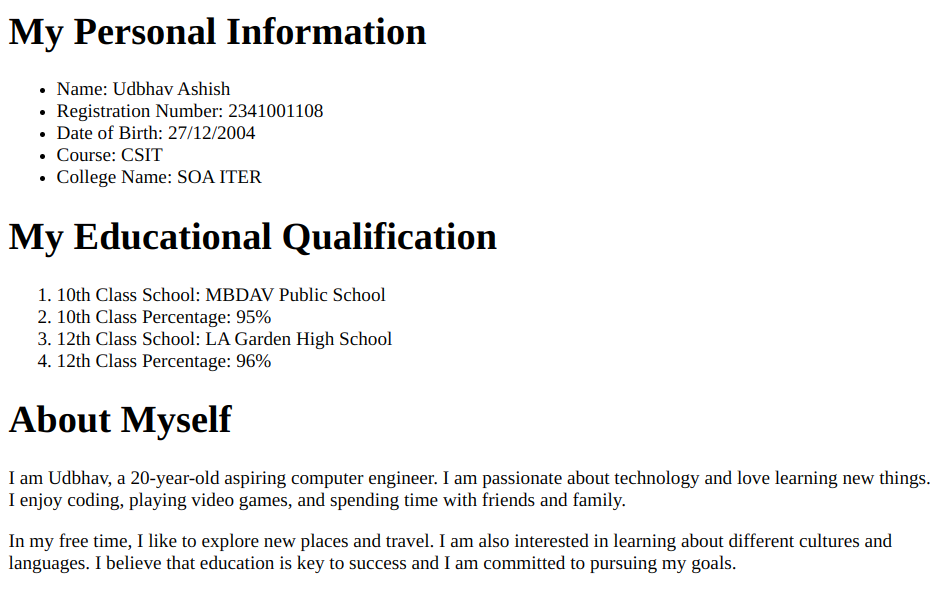 My Personal Information
• Name: Udbhav Ashish
• Registration Number: 2341001108
• Date of Birth: 27/12/2004
• Course: CSIT
• College Name: SOA ITER
My Educational Qualification
1. 10th Class School: MBDAV Public School
2. 10th Class Percentage: 95%
3. 12th Class School: LA Garden High School
4. 12th Class Percentage: 96%
About Myself
I am Udbhav, a 20-year-old aspiring computer engineer. I am passionate about technology and love learning new things.
I enjoy coding, playing video games, and spending time with friends and family.
In my free time, I like to explore new places and travel. I am also interested in learning about different cultures and
languages. I believe that education is key to success and I am committed to pursuing my goals.